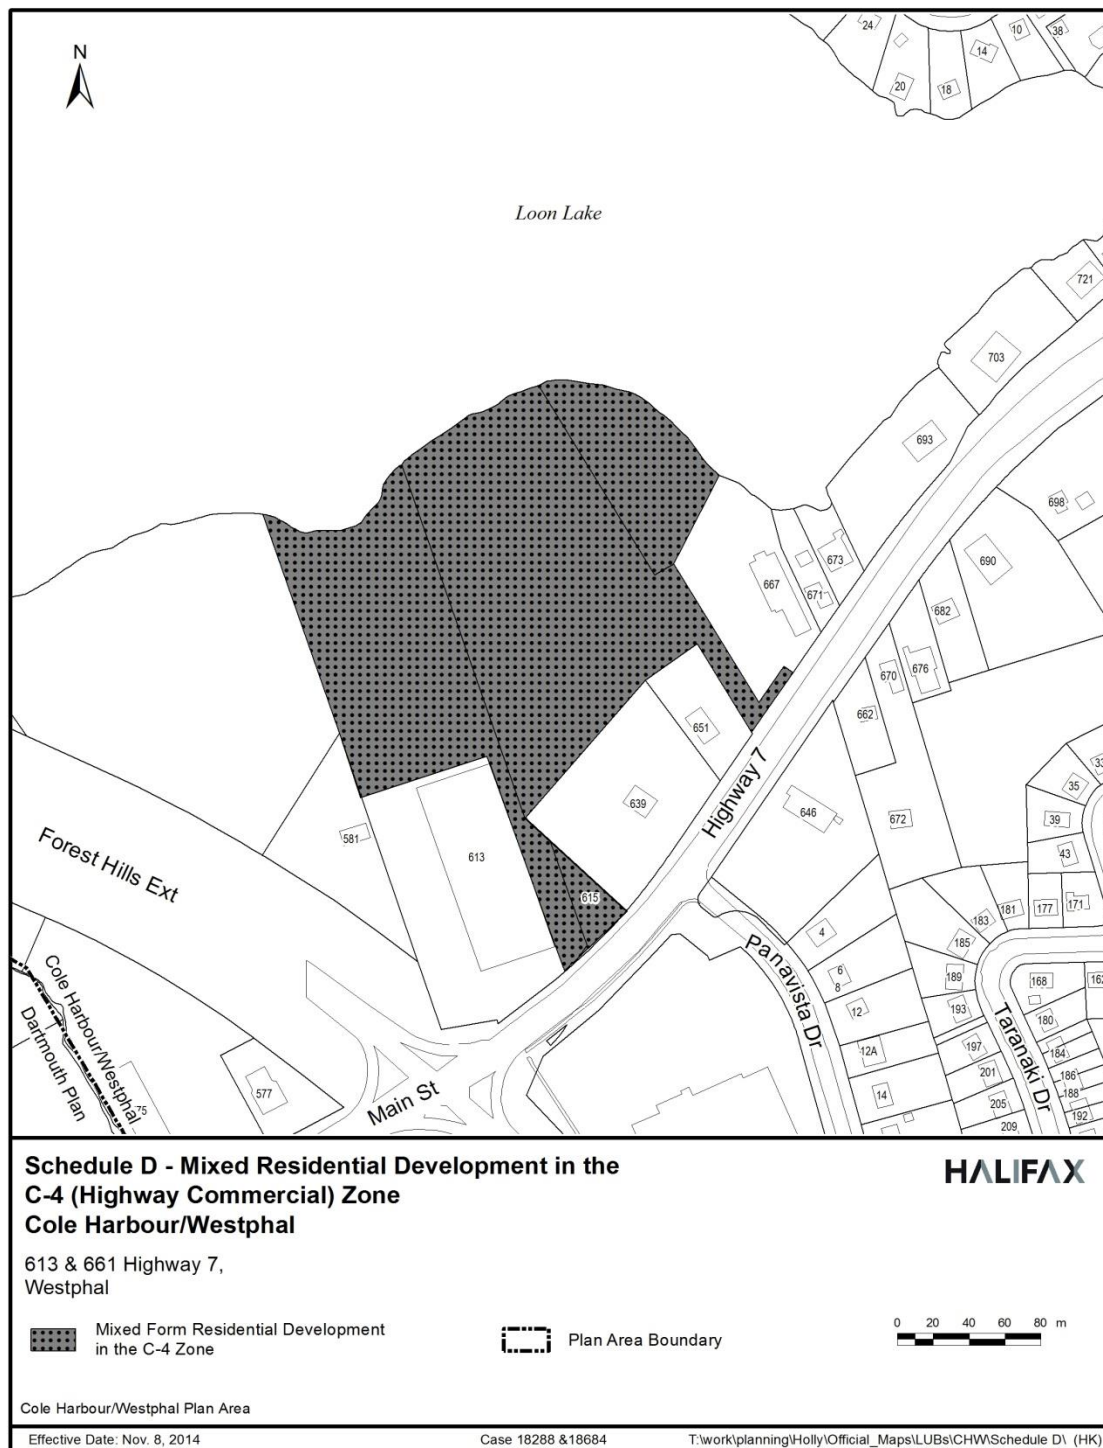 N
24
10
38
14
20
18
Loon Lake
721
703
693
698
690
673
667
671
682
676
670
662
651
33
35
39
43
Highway 7
639
646
672
581
613
Forest Hills Ext
615
181
177
171
183
185
4
6
8
189
168
162
12
193
180
Panavista Dr
Cole Harbour/Westphal
Dartmouth Plan
12A
197
184
201
186
188
14
205
192
209
Taranaki Dr
577
75
Main St
Schedule D - Mixed Residential Development in the
C-4 (Highway Commercial) Zone
Cole Harbour/Westphal
HALIFAX
613 & 661 Highway 7,
Westphal
Mixed Form Residential Development
in the C-4 Zone
Plan Area Boundary
0 20 40 60 80 m
Cole Harbour/Westphal Plan Area
Effective Date: Nov. 8, 2014
Case 18288 &18684
T:\work\planning\Holly\Official_Maps\LUBs\CHW\Schedule D\ (HK)